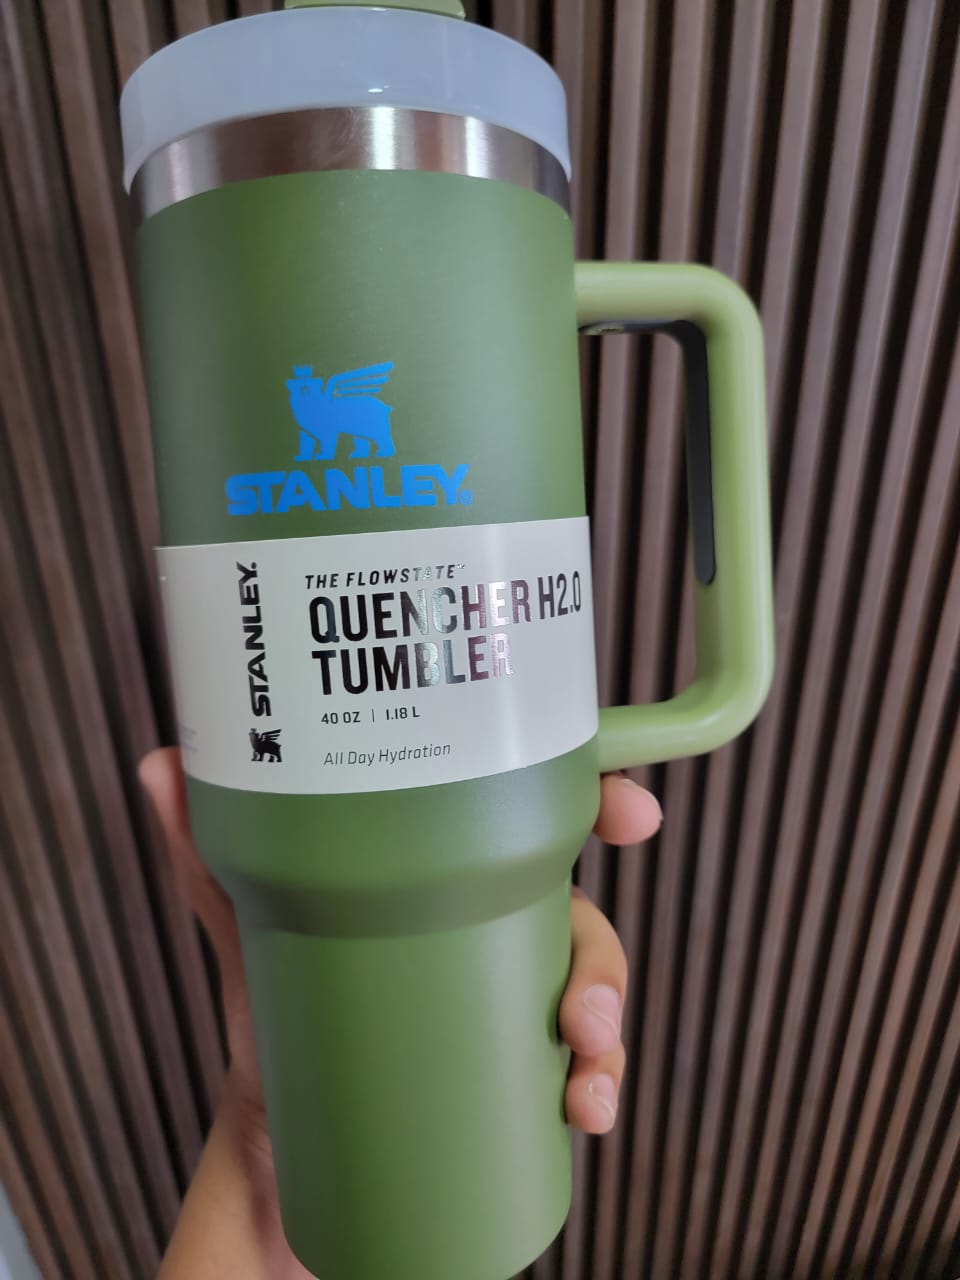 STANLEY®
STANLEY®
THE FLOWSTATE™
QUENCHER H2.0
TUMBLER
40 OZ | 1.18 L
All Day Hydration